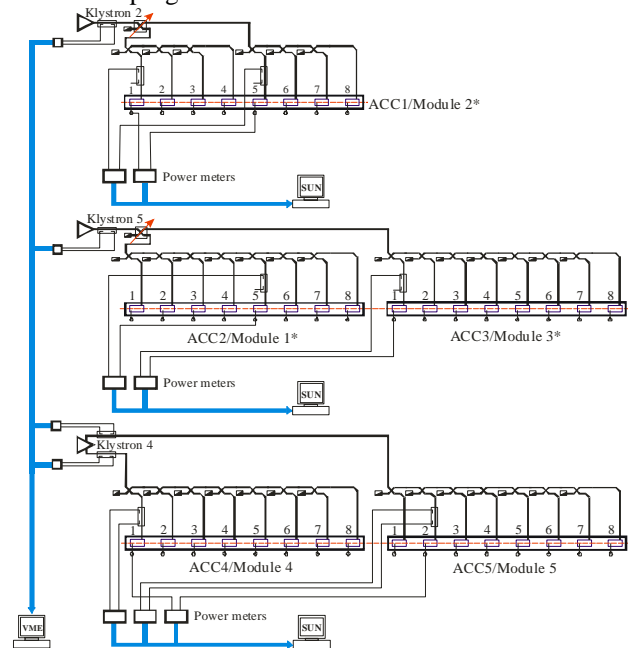 Klystron 2
1 2 3 4 5 6 7 8
ACC1/Module 2*
Power meters
SUN
Klystron 5
1 2 3 4 5 6 7 8
1 2 3 4 5 6 7 8
ACC2/Module 1*
ACC3/Module 3*
Power meters
SUN
Klystron 4
1 2 3 4 5 6 7 8
1 2 3 4 5 6 7 8
ACC4/Module 4
ACC5/Module 5
Power meters
VME
SUN